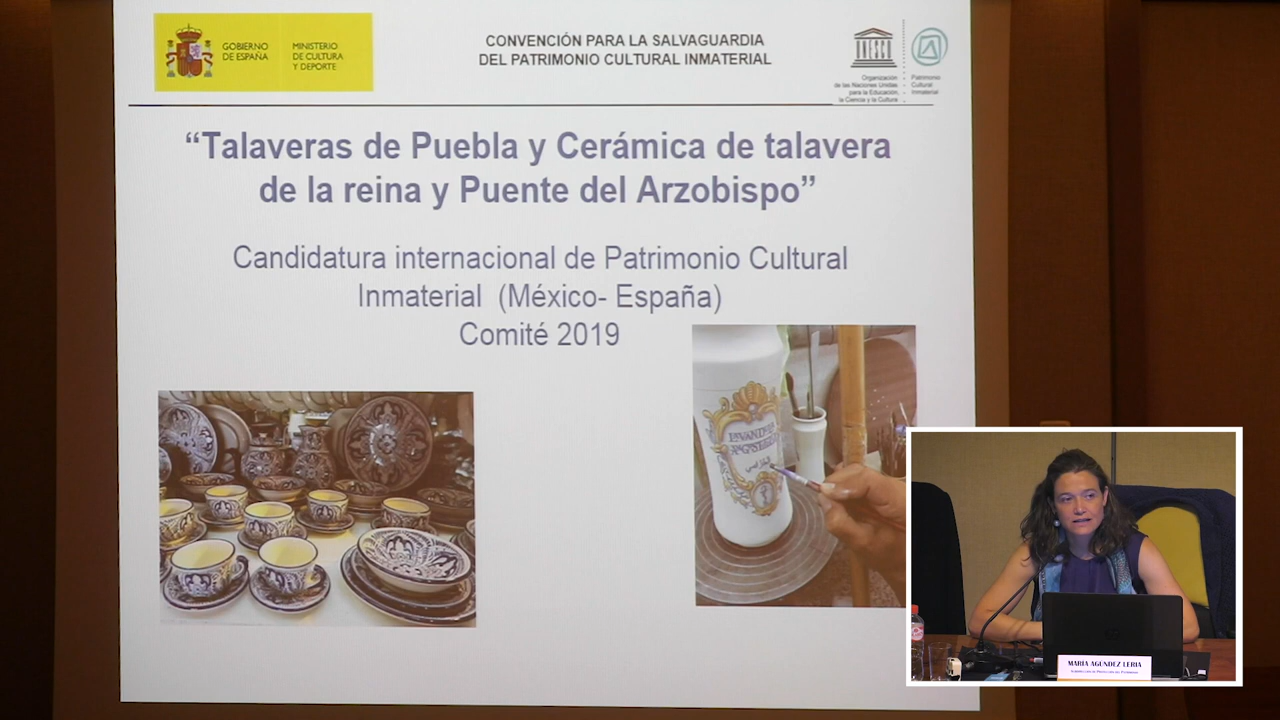 GOBIERNO
DE ESPAÑA
MINISTERIO
DE CULTURA
Y DEPORTE
CONVENCIÓN PARA LA SALVAGUARDIA
DEL PATRIMONIO CULTURAL INMATERIAL
UNESCO
Organización
de las Naciones Unidas
para la Educación,
la Ciencia y la Cultura
Patrimonio
Cultural
Inmaterial
“Talaveras de Puebla y Cerámica de talavera
de la reina y Puente del Arzobispo”
Candidatura internacional de Patrimonio Cultural
Inmaterial (México- España)
Comité 2019
MARÍA AGÚNDEZ LERIA